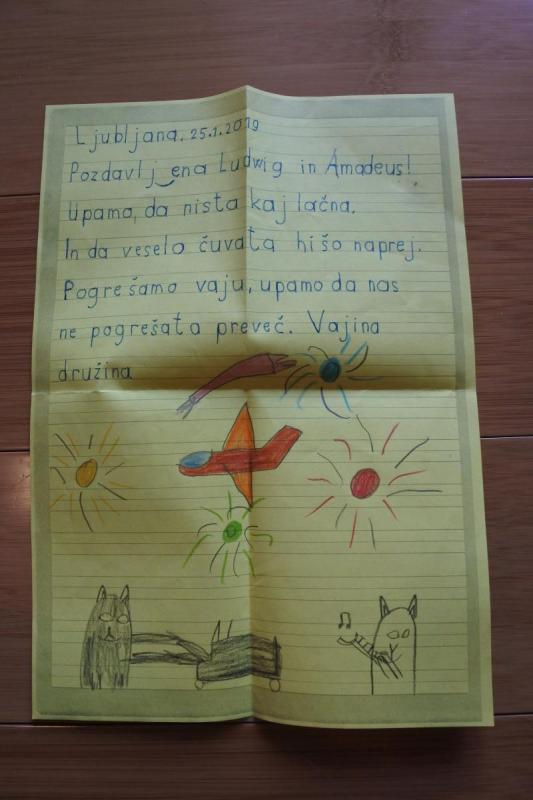 Ljubljana, 25.1.2019
Pozdavljena Ludwig in Amadeus!
Upamo, da nista kaj lačna.
In da veselo čuvata hišo naprej.
Pogrešamo vaju, upamo da nas
ne pogrešata preveč. Vajina
družina